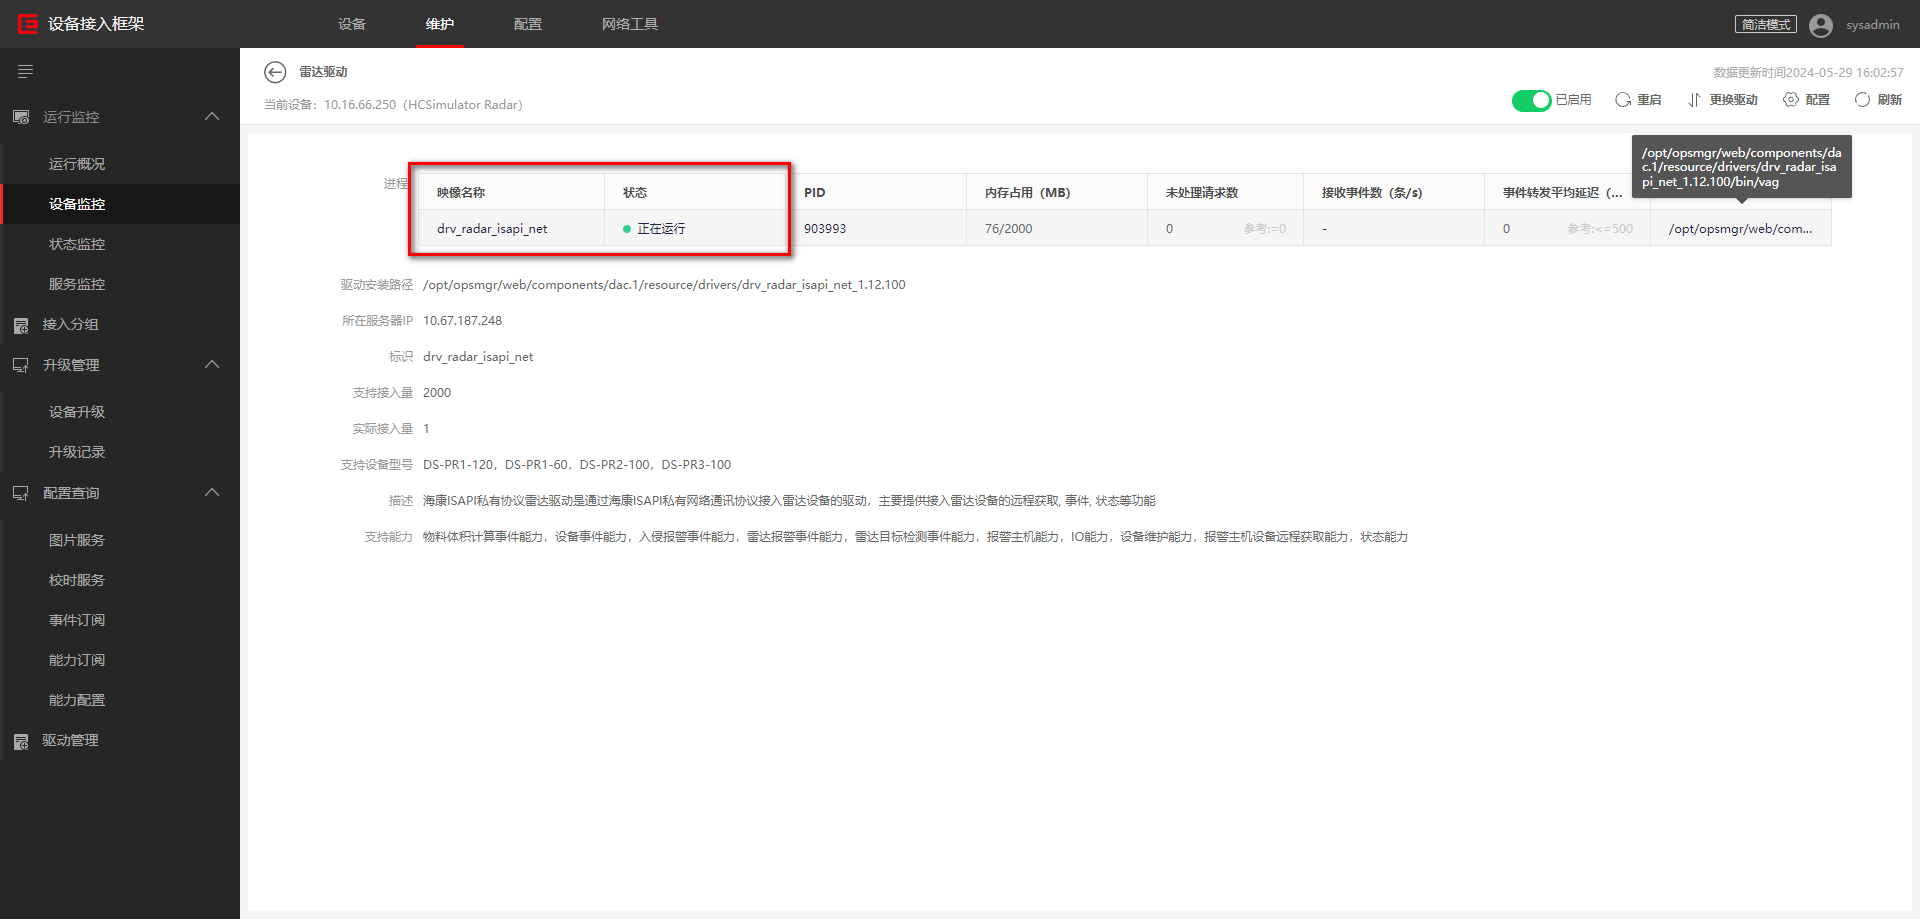 设备接入框架
设备
维护
配置
网络工具
简洁模式
sysadmin
运行监控
运行概况
设备监控
状态监控
服务监控
接入分组
升级管理
设备升级
升级记录
配置查询
图片服务
校时服务
事件订阅
能力订阅
能力配置
驱动管理
雷达驱动
数据更新时间2024-05-29 16:02:57
当前设备：10.16.66.250（HCSimulator Radar）
已启用
重启
更换驱动
配置
刷新
/opt/opsmgr/web/components/da
c.1/resource/drivers/drv_radar_isa
pi_net_1.12.100/bin/vag
进程
映像名称 状态 PID 内存占用（MB） 未处理请求数 接收事件数（条/s） 事件转发平均延迟（...
drv_radar_isapi_net 正在运行 903993 76/2000 0 参考:=0 - 0 参考:<=500 /opt/opsmgr/web/com...
驱动安装路径 /opt/opsmgr/web/components/dac.1/resource/drivers/drv_radar_isapi_net_1.12.100
所在服务器IP 10.67.187.248
标识 drv_radar_isapi_net
支持接入量 2000
实际接入量 1
支持设备型号 DS-PR1-120，DS-PR1-60，DS-PR2-100，DS-PR3-100
描述 海康ISAPI私有协议雷达驱动是通过海康ISAPI私有网络通讯协议接入雷达设备的驱动，主要提供接入雷达设备的远程获取, 事件, 状态等功能
支持能力 物料体积计算事件能力，设备事件能力，入侵报警事件能力，雷达报警事件能力，雷达目标检测事件能力，报警主机能力，IO能力，设备维护能力，报警主机设备远程获取能力，状态能力